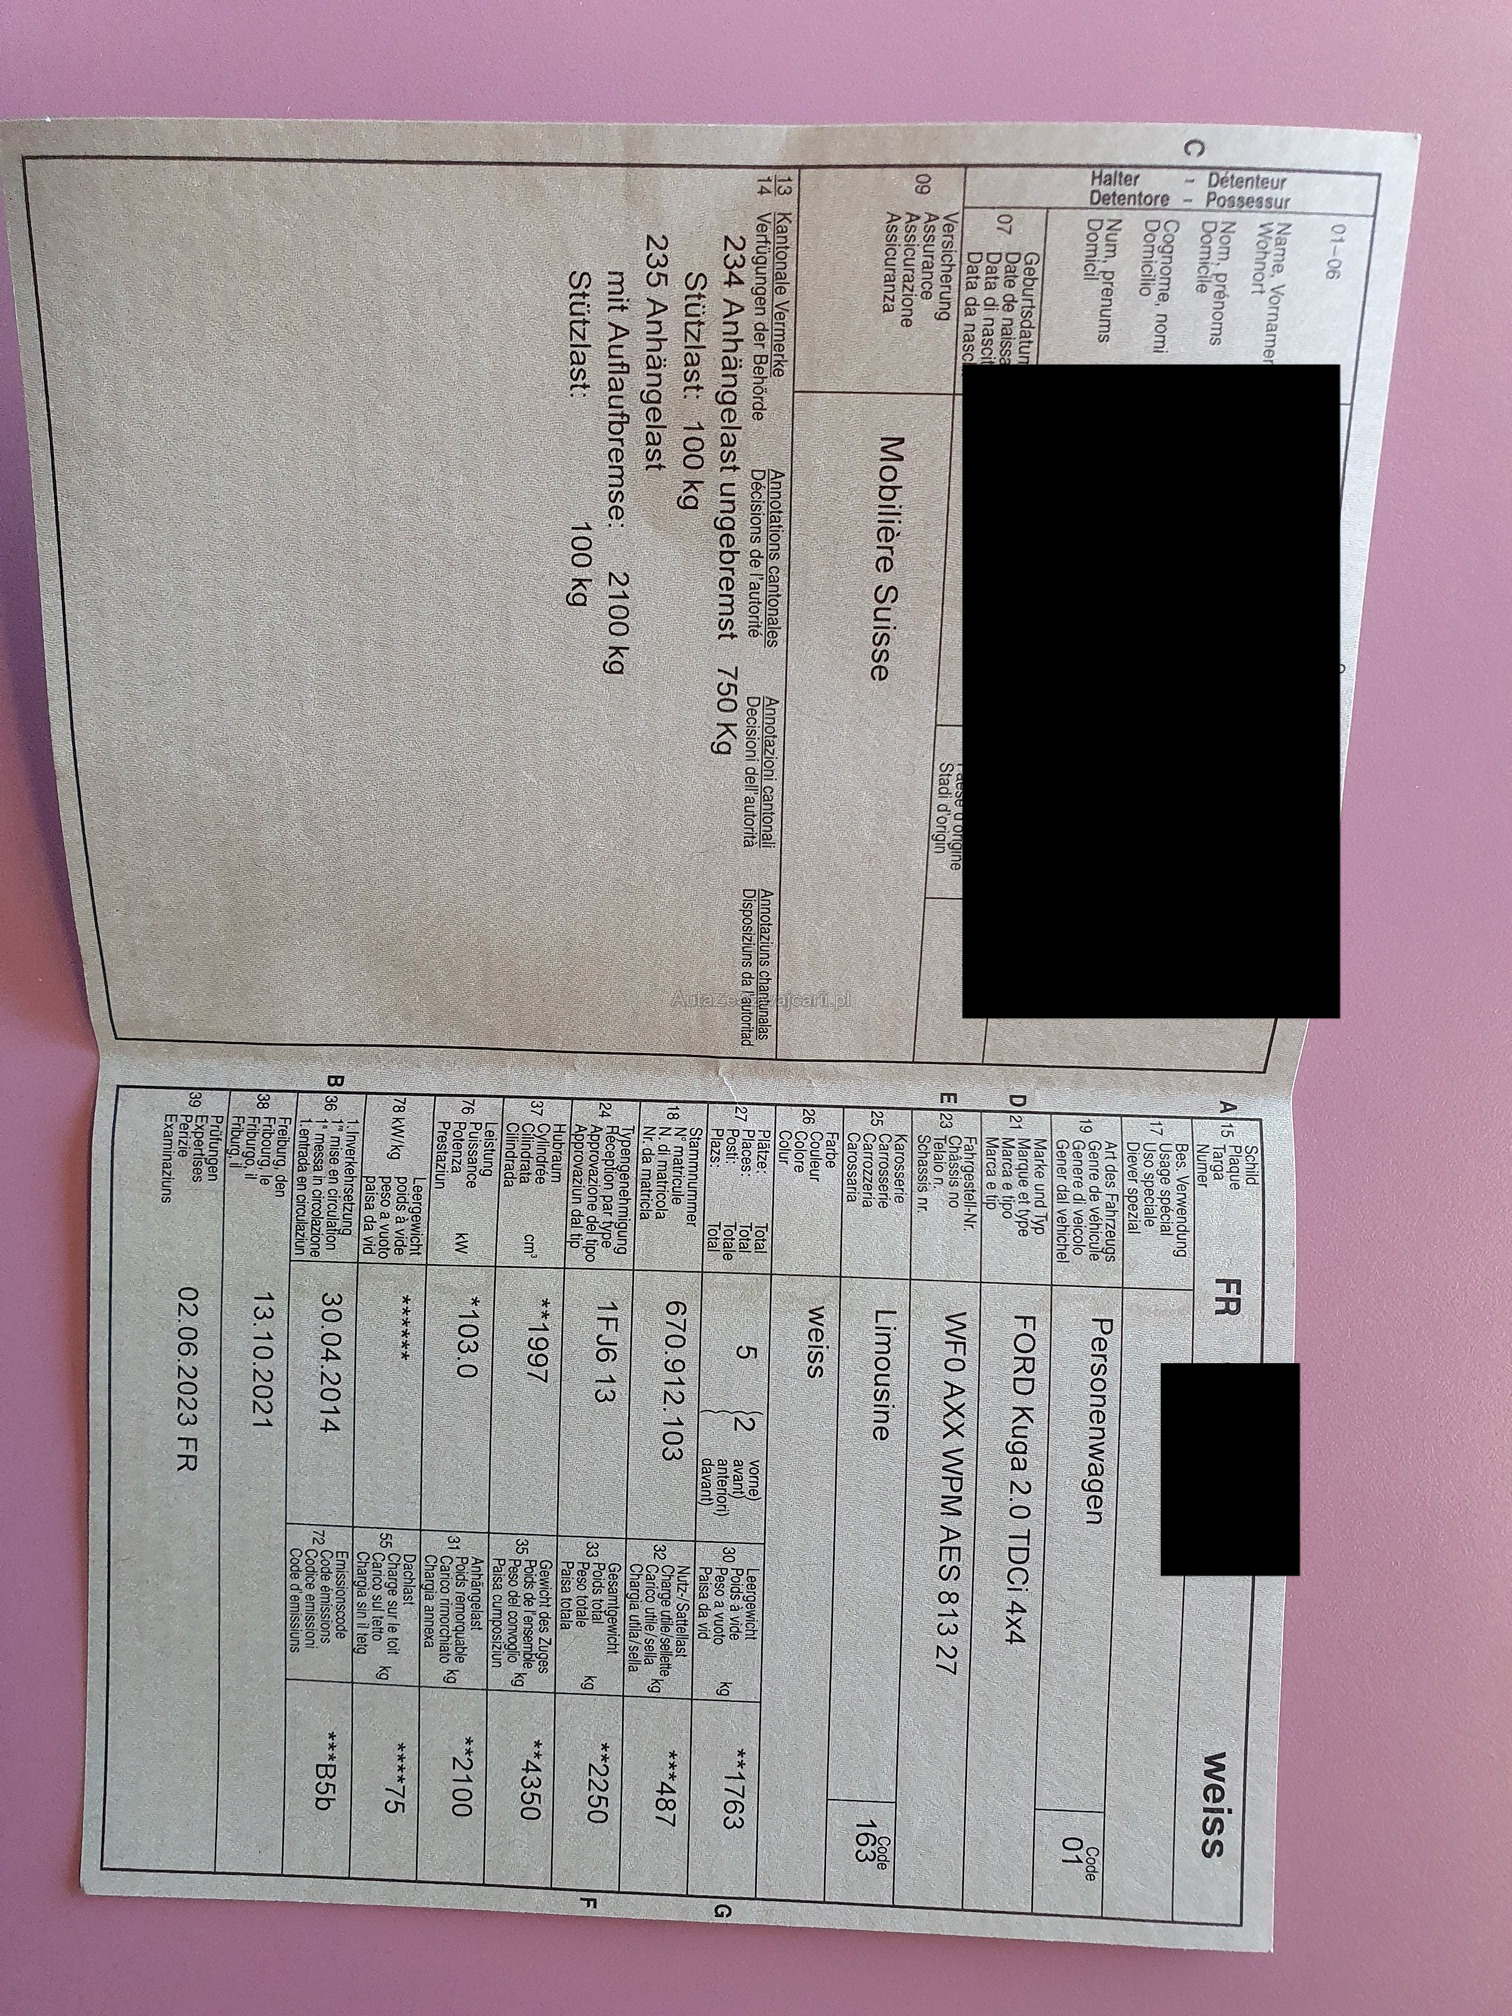 C
Halter - Détenteur
Detentore - Possessur
01–06
Name, Vornamen
Wohnort
Nom, prénoms
Domicile
Cognome, nomi
Domicilio
Num, prenums
Domicil
07
Geburtsdatum
Date de naissa
Data di nascit
Data da nasc
Stadi d'origin
09
Versicherung
Assurance
Assicurazione
Assicuranza
Mobilière Suisse
13 Kantonale Vermerke Annotations cantonales Annotazioni cantonali Annotaziuns chantunalas
14 Verfügungen der Behörde Décisions de l'autorité Decisioni dell'autorità Disposiziuns da l'autoritad
234 Anhängelast ungebremst 750 Kg
Stützlast: 100 kg
235 Anhängelast
mit Auflaufbremse: 2100 kg
Stützlast: 100 kg
AutaZeSzwajcarii.pl
A 15
Schild
Plaque
Targa
Numer
FR
weiss
17
Bes. Verwendung
Usage spécial
Uso speciale
Diever spezial
19
Art des Fahrzeugs
Genre de véhicule
Genere di veicolo
Gener dal vehichel
Personenwagen
Code
01
D 21
Marke und Typ
Marque et type
Marca e tipo
Marca e tip
FORD Kuga 2.0 TDCi 4x4
E 23
Fahrgestell-Nr.
Châssis no
Telaio n.
Schassis nr.
WF0 AXX WPM AES 813 27
25
Karosserie
Carrosserie
Carrozzeria
Carossaria
Limousine
Code
163
26
Farbe
Couleur
Colore
Colur
weiss
27
Plätze: Total
Places: Total
Posti: Totale
Plazs: Total
5 (2 vorne)
avant)
anteriori)
davant)
30
Leergewicht
Poids à vide
Peso a vuoto
Paisa da vid
kg
**1763
G
18
Stammnummer
N° matricule
N. di matricola
Nr. da matricla
670.912.103
32
Nutz-/Sattellast
Charge utile/sellette
Carico utile/sella
Chargia utila/sella
kg
***487
24
Typengenehmigung
Réception par type
Approvazione del tipo
Approvaziun dal tip
1FJ6 13
33
Gesamtgewicht
Poids total
Peso totale
Paisa totala
kg
**2250
F
37
Hubraum
Cylindrée
Cilindrata
Cilindrada
cm³
**1997
35
Gewicht des Zuges
Poids de l'ensemble
Peso del convoglio
Paisa cumposiziun
kg
**4350
76
Leistung
Puissance
Potenza
Prestaziun
kW
*103.0
31
Anhängelast
Poids remorquable
Carico rimorchiato
Chargia annexa
kg
**2100
78 kW/kg
Leergewicht
poids à vide
peso a vuoto
paisa da vid
******
55
Dachlast
Charge sur le toit
Carico sul tetto
Chargia sin il tetg
kg
****75
B 36
1. Inverkehrsetzung
1re mise en circulation
1a messa in circolazione
1. entrada en circulaziun
30.04.2014
72
Emissionscode
Code émissions
Codice emissioni
Code d'emissiuns
***B5b
38
Freiburg, den
Fribourg, le
Friburgo, il
Friburg, il
13.10.2021
39
Prüfungen
Expertises
Perizie
Examinaziuns
02.06.2023 FR